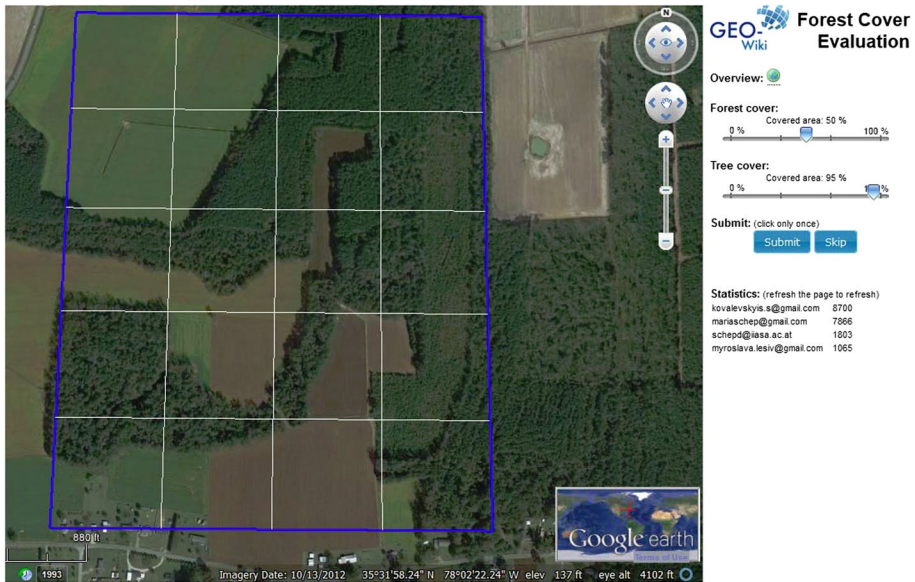 N
GEO-
Wiki
Forest Cover
Evaluation
Overview:
Forest cover:
Covered area: 50 %
0 %
100 %
Tree cover:
Covered area: 95 %
0 %
Submit: (click only once)
Submit
Skip
Statistics: (refresh the page to refresh)
kovalevskyis.s@gmail.com 8700
mariaschep@gmail.com 7866
schepd@iiasa.ac.at 1803
myroslava.lesiv@gmail.com 1065
880 ft
Google earth
Terms of Use
1993
Imagery Date: 10/13/2012 35°31'58.24" N 78°02'22.24" W elev 137 ft eye alt 4102 ft